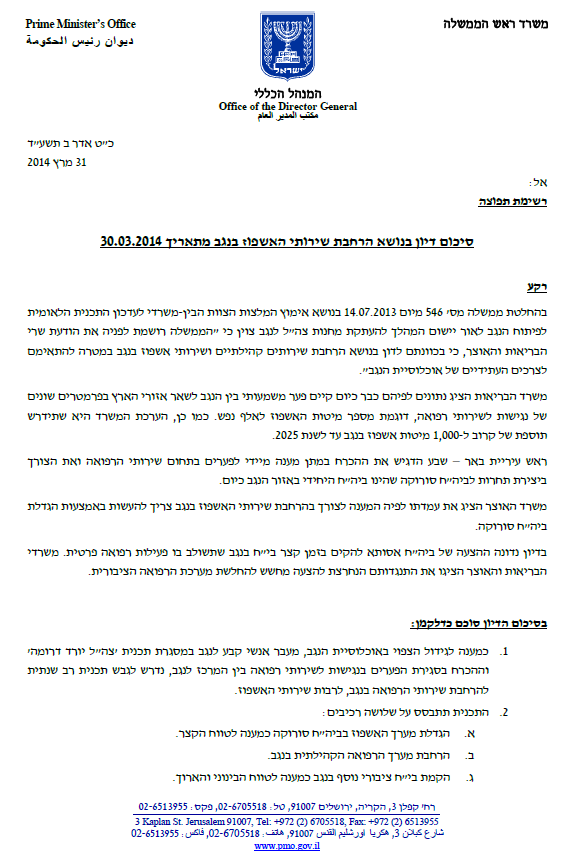 Prime Minister's Office
משרד ראש הממשלה
ديوان رئيس الحكومة
ישראל
המנהל הכללי
Office of the Director General
مكتب المدير العام
כ"ט אדר ב תשע"ד
31 מרץ 2014
אל:
רשימת תפוצה
סיכום דיון בנושא הרחבת שירותי האשפוז בנגב מתאריך 30.03.2014
רקע
בהחלטת ממשלה מס' 546 מיום 14.07.2013 בנושא אימוץ המלצות הצוות הבין-משרדי לעדכון התכנית הלאומית
לפיתוח הנגב לאור יישום המהלך להעתקת מחנות צה"ל לנגב צוין כי "הממשלה רושמת לפניה את הודעת שרי
הבריאות והאוצר, כי בכוונתם לדון בנושא הרחבת שירותים קהילתיים ושירותי אשפוז בנגב במטרה להתאימם
לצרכים העתידיים של אוכלוסיית הנגב".
משרד הבריאות הציג נתונים לפיהם כבר כיום קיים פער משמעותי בין הנגב לשאר אזורי הארץ בפרמטרים שונים
של נגישות לשירותי רפואה, דוגמת מספר מיטות האשפוז לאלף נפש. כמו כן, הערכת המשרד היא שתידרש
תוספת של קרוב ל-1,000 מיטות אשפוז בנגב עד לשנת 2025.
ראש עיריית באר – שבע הדגיש את ההכרח במתן מענה מיידי לפערים בתחום שירותי הרפואה ואת הצורך
ביצירת תחרות לביה"ח סורוקה שהינו ביה"ח היחידי באזור הנגב כיום.
משרד האוצר הציג את עמדתו לפיה המענה לצורך בהרחבת שירותי האשפוז בנגב צריך להעשות באמצעות הגדלת
ביה"ח סורוקה.
בדיון נדונה ההצעה של ביה"ח אסותא להקים בזמן קצר בי"ח בנגב שתשולב בו פעילות רפואה פרטית. משרדי
הבריאות והאוצר הציגו את התנגדותם הנחרצת להצעה מחשש להחלשת מערכת הרפואה הציבורית.
בסיכום הדיון סוכם כדלקמן:
1. כמענה לגידול הצפוי באוכלוסיית הנגב, מעבר אנשי קבע לנגב במסגרת תכנית 'צה"ל יורד דרומה'
וההכרח בסגירת הפערים בנגישות לשירותי רפואה בין המרכז לנגב, נדרש לגבש תכנית רב שנתית
להרחבת שירותי הרפואה בנגב, לרבות שירותי האשפוז.
2. התכנית תתבסס על שלושה רכיבים:
א. הגדלת מערך האשפוז בביה"ח סורוקה כמענה לטווח הקצר.
ב. הרחבת מערך הרפואה הקהילתית בנגב.
ג. הקמת בי"ח ציבורי נוסף בנגב כמענה לטווח הבינוני והארוך.
רח' קפלן 3, הקריה, ירושלים 91007, טל: 02-6705518, פקס: 02-6513955
3 Kaplan St. Jerusalem 91007, Tel: +972 (2) 6705518, Fax: +972 (2) 6513955
شارع كبلان 3, هكريا اورشليم القدس 91007, هاتف: 02-6705518, فاكس: 02-6513955
www.pmo.gov.il